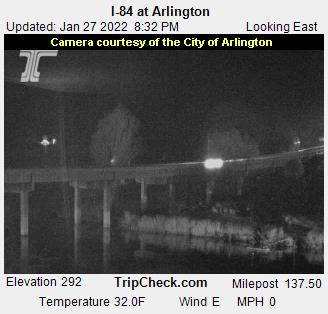 I-84 at Arlington
Updated: Jan 27 2022 8:32 PM Looking East
Camera courtesy of the City of Arlington
Elevation 292 TripCheck.com Milepost 137.50
Temperature 32.0F Wind E MPH 0